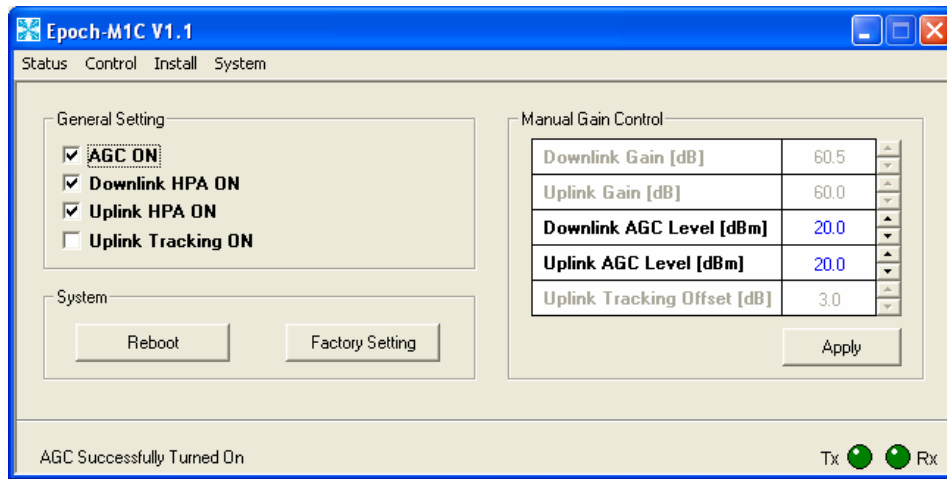 Epoch-M1C V1.1
Status Control Install System
General Setting
AGC ON
Downlink HPA ON
Uplink HPA ON
Uplink Tracking ON
System
Reboot Factory Setting
Manual Gain Control
Downlink Gain [dB] 60.5
Uplink Gain [dB] 60.0
Downlink AGC Level [dBm] 20.0
Uplink AGC Level [dBm] 20.0
Uplink Tracking Offset [dB] 3.0
Apply
AGC Successfully Turned On
Tx Rx